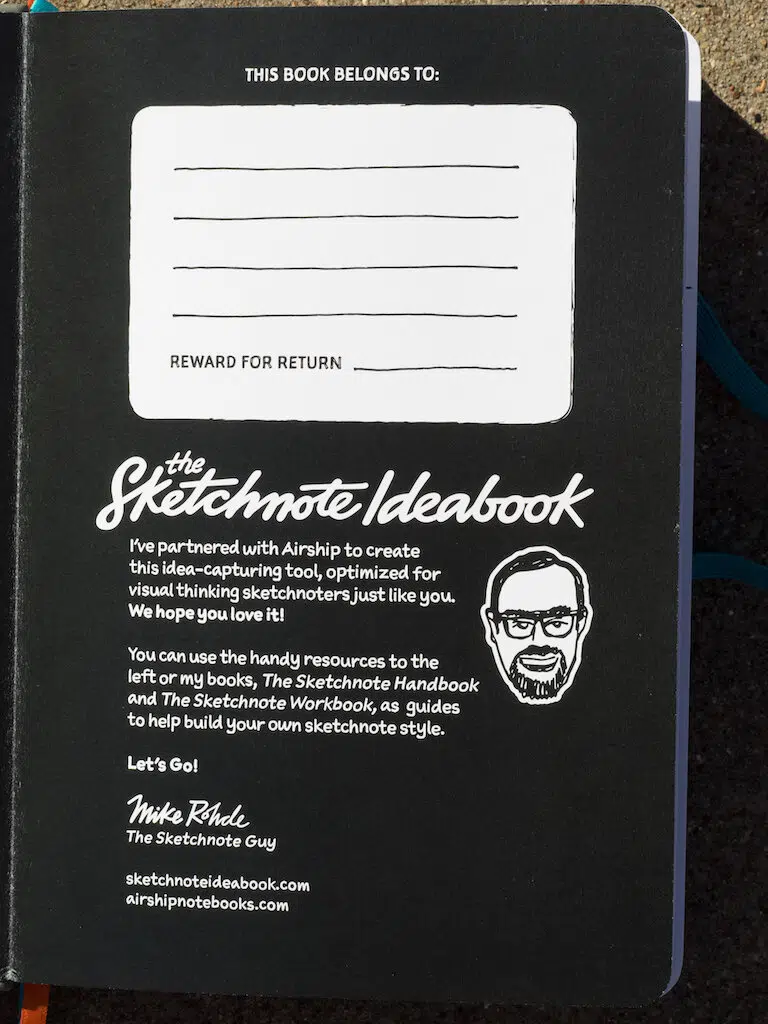 THIS BOOK BELONGS TO:
REWARD FOR RETURN
the
Sketchnote Ideabook
I've partnered with Airship to create
this idea-capturing tool, optimized for
visual thinking sketchnoters just like you.
We hope you love it!
You can use the handy resources to the
left or my books, The Sketchnote Handbook
and The Sketchnote Workbook, as guides
to help build your own sketchnote style.
Let's Go!
Mike Rohde
The Sketchnote Guy
sketchnoteideabook.com
airshipnotebooks.com